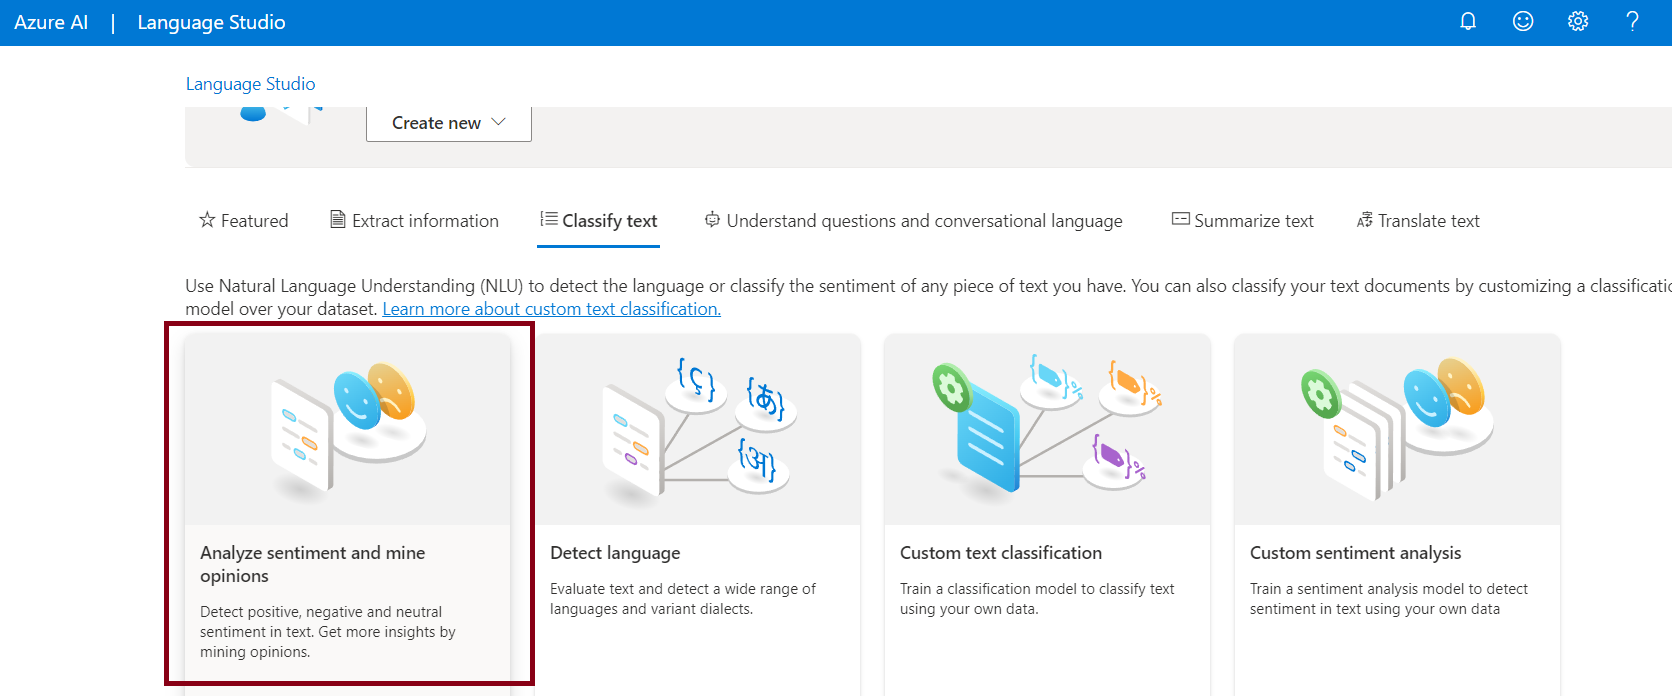 Azure AI | Language Studio
Language Studio
Create new
Featured
Extract information
Classify text
Understand questions and conversational language
Summarize text
Translate text
Use Natural Language Understanding (NLU) to detect the language or classify the sentiment of any piece of text you have. You can also classify your text documents by customizing a
model over your dataset. Learn more about custom text classification.
{ç}
{あ}
{अ}
%
%
%
Analyze sentiment and mine
opinions
Detect positive, negative and neutral
sentiment in text. Get more insights by
mining opinions.
Detect language
Evaluate text and detect a wide range of
languages and variant dialects.
Custom text classification
Train a classification model to classify text
using your own data.
Custom sentiment analysis
Train a sentiment analysis model to detect
sentiment in text using your own data